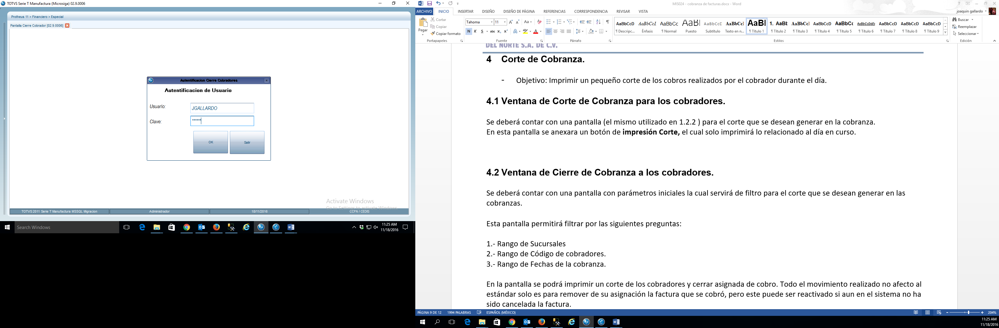 TOTVS Serie T Manufactura (Microsiga) 02.9.0006
Protheus 11 > Financiero > Especial
Pantalla Cierre Cobrador [02.9.0006]
Autentificacion Cierre Cobradores
Autentificacion de Usuario
Usuario:
JGALLARDO
Clave:
******
OK
Salir
Activate Windows
Go to Settings to activate Windows.
TOTVS 2011 Serie T Manufactura MSSQL Migracion
Administrador
18/11/2016
CCFN / CEDIS
Search Windows
11:25 AM
11/18/2016
MIS024 - cobranza de facturas.docx - Word
ARCHIVO INICIO INSERTAR DISEÑO DISEÑO DE PÁGINA REFERENCIAS CORRESPONDENCIA REVISAR VISTA
joaquin gallardo
Pegar
Cortar
Copiar
Copiar formato
Portapapeles
Tahoma 11
N K S abc x₂ x²
Fuente
Párrafo
AaBbCcD AaBbCcL AaBbCc AaBl AaBbCcD AaBbCcl AaBl 1. AaBl AaBbCcl AaBbCcD AaBbCc AaBbCcDdEe AaBbCcD AaBbCcD AaBbCcD
¶ Descripc... Énfasis ¶ Normal Puesto Subtítulo Texto en n... ¶ Título 1 ¶ Título 2 ¶ Título 3 ¶ Título 4 ¶ Título 5 ¶ Título 6 ¶ Título 7 ¶ Título 8 ¶ Título 9
Estilos
Buscar
Reemplazar
Seleccionar
Edición
DEL NORTE S.A. DE C.V.
4 Corte de Cobranza.
- Objetivo: Imprimir un pequeño corte de los cobros realizados por el cobrador durante el día.
4.1 Ventana de Corte de Cobranza para los cobradores.
Se deberá contar con una pantalla (el mismo utilizado en 1.2.2 ) para el corte que se desean generar en la cobranza.
En esta pantalla se anexara un botón de impresión Corte, el cual solo imprimirá lo relacionado al día en curso.
4.2 Ventana de Cierre de Cobranza a los cobradores.
Se deberá contar con una pantalla con parámetros iniciales la cual servirá de filtro para el corte que se desean generar en las
cobranzas.
Esta pantalla permitirá filtrar por las siguientes preguntas:
1.- Rango de Sucursales
2.- Rango de Código de cobradores.
3.- Rango de Fechas de la cobranza.
En la pantalla se podrá imprimir un corte de los cobradores y cerrar asignada de cobro. Todo el movimiento realizado no afecto al
estándar solo es para remover de su asignación la factura que se cobró, pero este puede ser reactivado si aun en el sistema no ha
sido cancelada la factura.
PÁGINA 9 DE 12 1994 PALABRAS ESPAÑOL (MÉXICO)
204%
11:25 AM
11/18/2016